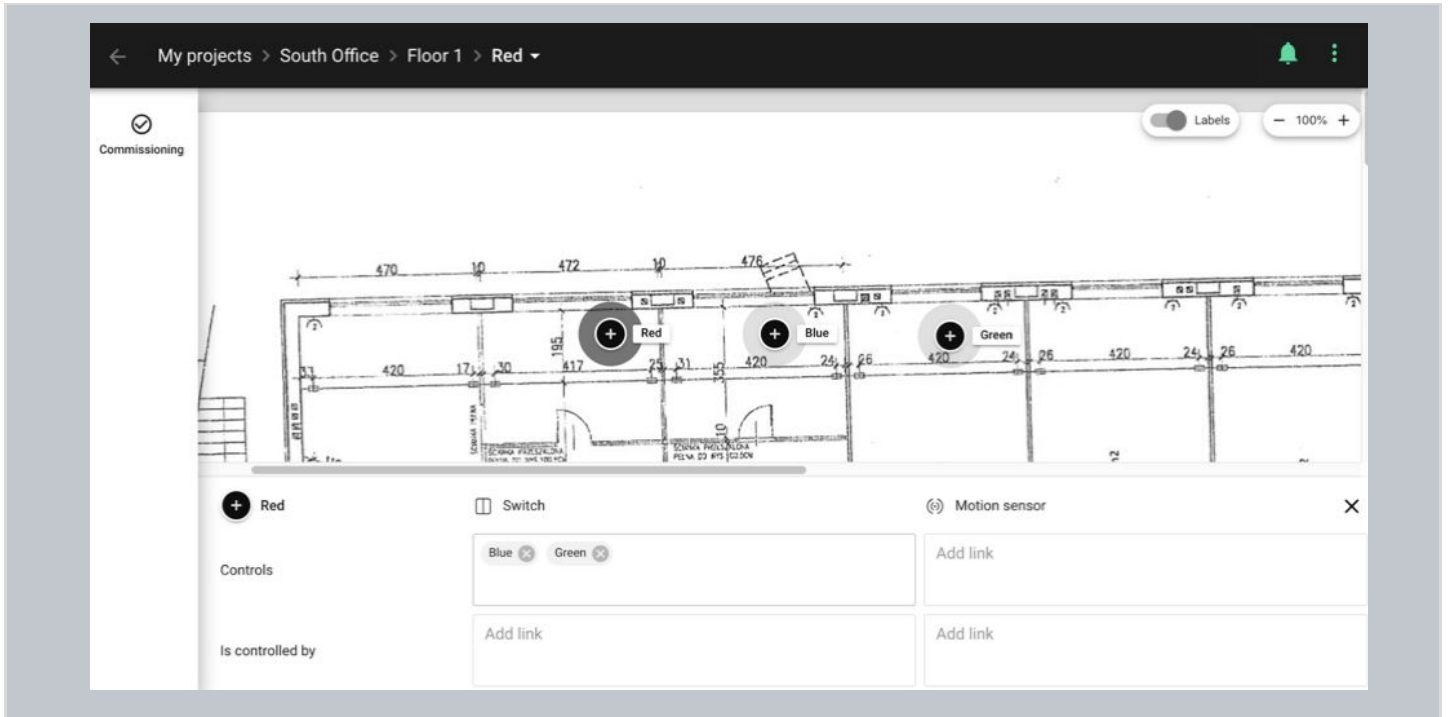 My projects > South Office > Floor 1 > Red
Commissioning
Labels
− 100% +
470 10 472 10 476
Red
Blue
Green
195
33 420 17 30 417 25 31 420 24 26 420 24 26 420 24 26 420
355
10
Red
Switch
Motion sensor
Controls
Blue
Green
Add link
Is controlled by
Add link
Add link